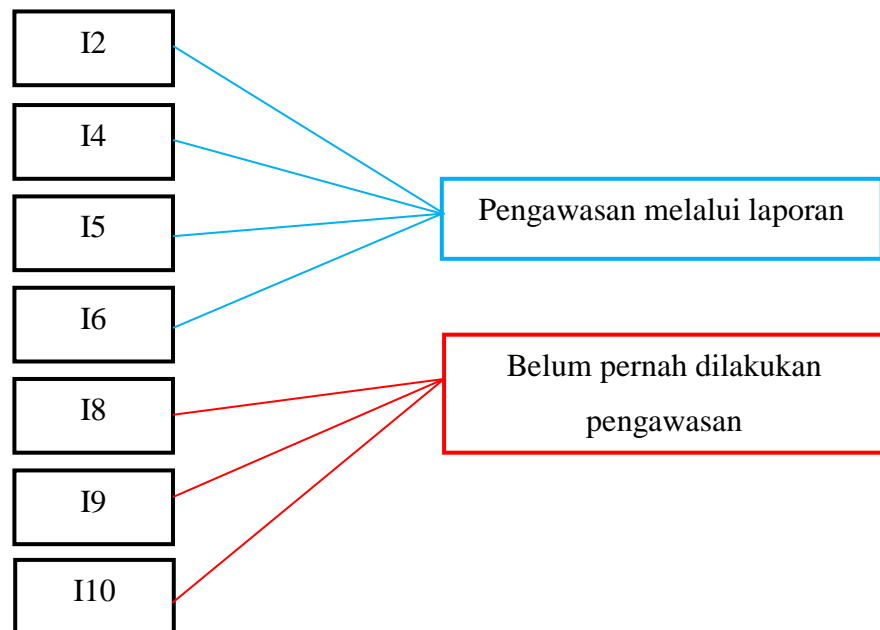 I2
I4
I5
I6
I8
I9
I10
Pengawasan melalui laporan
Belum pernah dilakukan
pengawasan